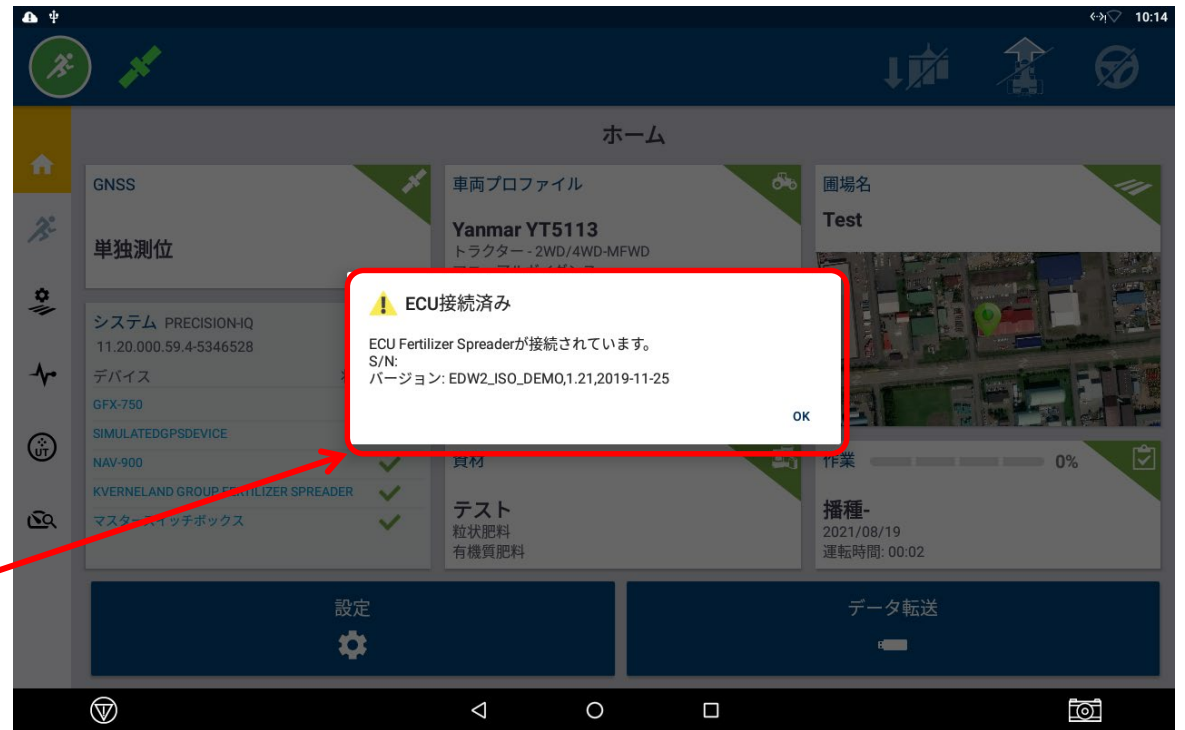 10:14
ホーム
GNSS
単独測位
車両プロファイル
Yanmar YT5113
トラクター - 2WD/4WD-MFWD
圃場名
Test
システム PRECISION-IQ
11.20.000.59.4-5346528
デバイス
GFX-750
SIMULATEDGPSDEVICE
NAV-900
KVERNELAND GROUP FERTILIZER SPREADER
マスタースイッチボックス
ECU接続済み
ECU Fertilizer Spreaderが接続されています。
S/N:
バージョン: EDW2_ISO_DEMO,1.21,2019-11-25
OK
資材
テスト
粒状肥料
有機質肥料
作業 0%
播種-
2021/08/19
運転時間: 00:02
UT
設定
データ転送